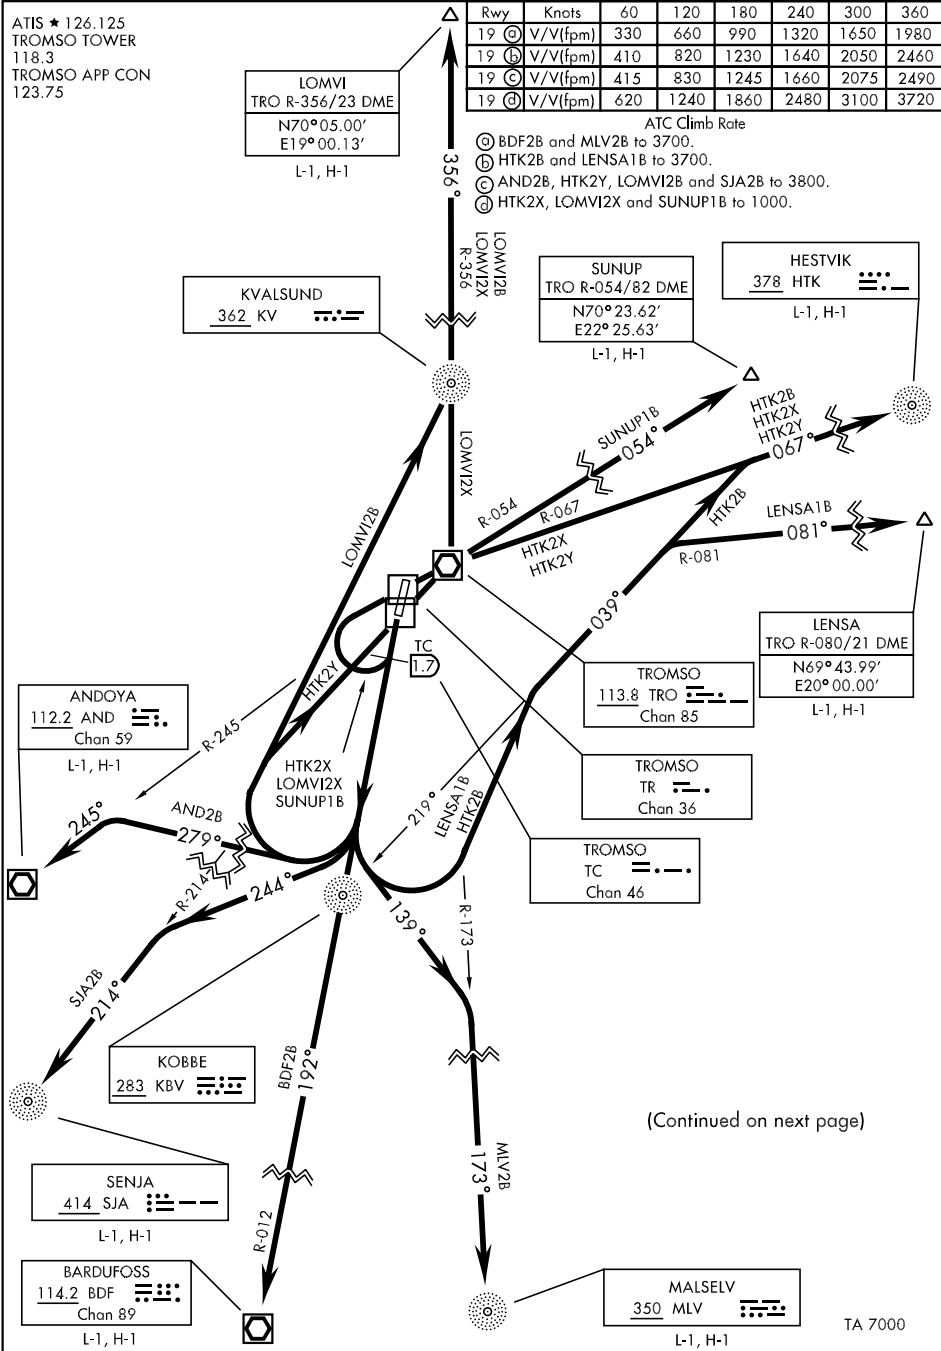 ATIS ★ 126.125
TROMSO TOWER
118.3
TROMSO APP CON
123.75
Rwy Knots 60 120 180 240 300 360
19 ⓐ V/V(fpm) 330 660 990 1320 1650 1980
19 ⓑ V/V(fpm) 410 820 1230 1640 2050 2460
19 ⓒ V/V(fpm) 415 830 1245 1660 2075 2490
19 ⓓ V/V(fpm) 620 1240 1860 2480 3100 3720
ATC Climb Rate
ⓐ BDF2B and MLV2B to 3700.
ⓑ HTK2B and LENSA1B to 3700.
ⓒ AND2B, HTK2Y, LOMVI2B and SJA2B to 3800.
ⓓ HTK2X, LOMVI2X and SUNUP1B to 1000.
LOMVI
TRO R-356/23 DME
N70°05.00'
E19°00.13'
L-1, H-1
356°
LOMVI2B
LOMVI2X
R-356
KVALSUND
362 KV
SUNUP
TRO R-054/82 DME
N70°23.62'
E22°25.63'
L-1, H-1
HESTVIK
378 HTK
L-1, H-1
LOMVI2X
SUNUP1B
054°
R-054
HTK2B
HTK2X
HTK2Y
067°
R-067
HTK2X
HTK2Y
HTK2B
LENSA1B
081°
R-081
LOMVI2B
039°
TC
1.7
HTK2Y
LENSA
TRO R-080/21 DME
N69°43.99'
E20°00.00'
L-1, H-1
TROMSO
113.8 TRO
Chan 85
ANDOYA
112.2 AND
Chan 59
L-1, H-1
R-245
HTK2X
LOMVI2X
SUNUP1B
TROMSO
TR
Chan 36
219°
LENSA1B
HTK2B
245°
AND2B
279°
TROMSO
TC
Chan 46
R-214
244°
139°
R-173
SJA2B
214°
KOBBE
283 KBV
BDF2B
192°
(Continued on next page)
SENJA
414 SJA
L-1, H-1
MLV2B
173°
R-012
BARDUFOSS
114.2 BDF
Chan 89
L-1, H-1
MALSELV
350 MLV
L-1, H-1
TA 7000